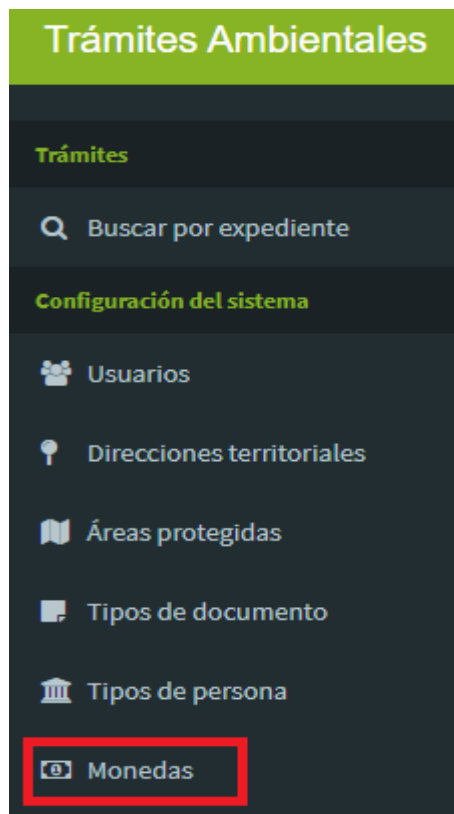 Trámites Ambientales
Trámites
Buscar por expediente
Configuración del sistema
Usuarios
Direcciones territoriales
Áreas protegidas
Tipos de documento
Tipos de persona
Monedas